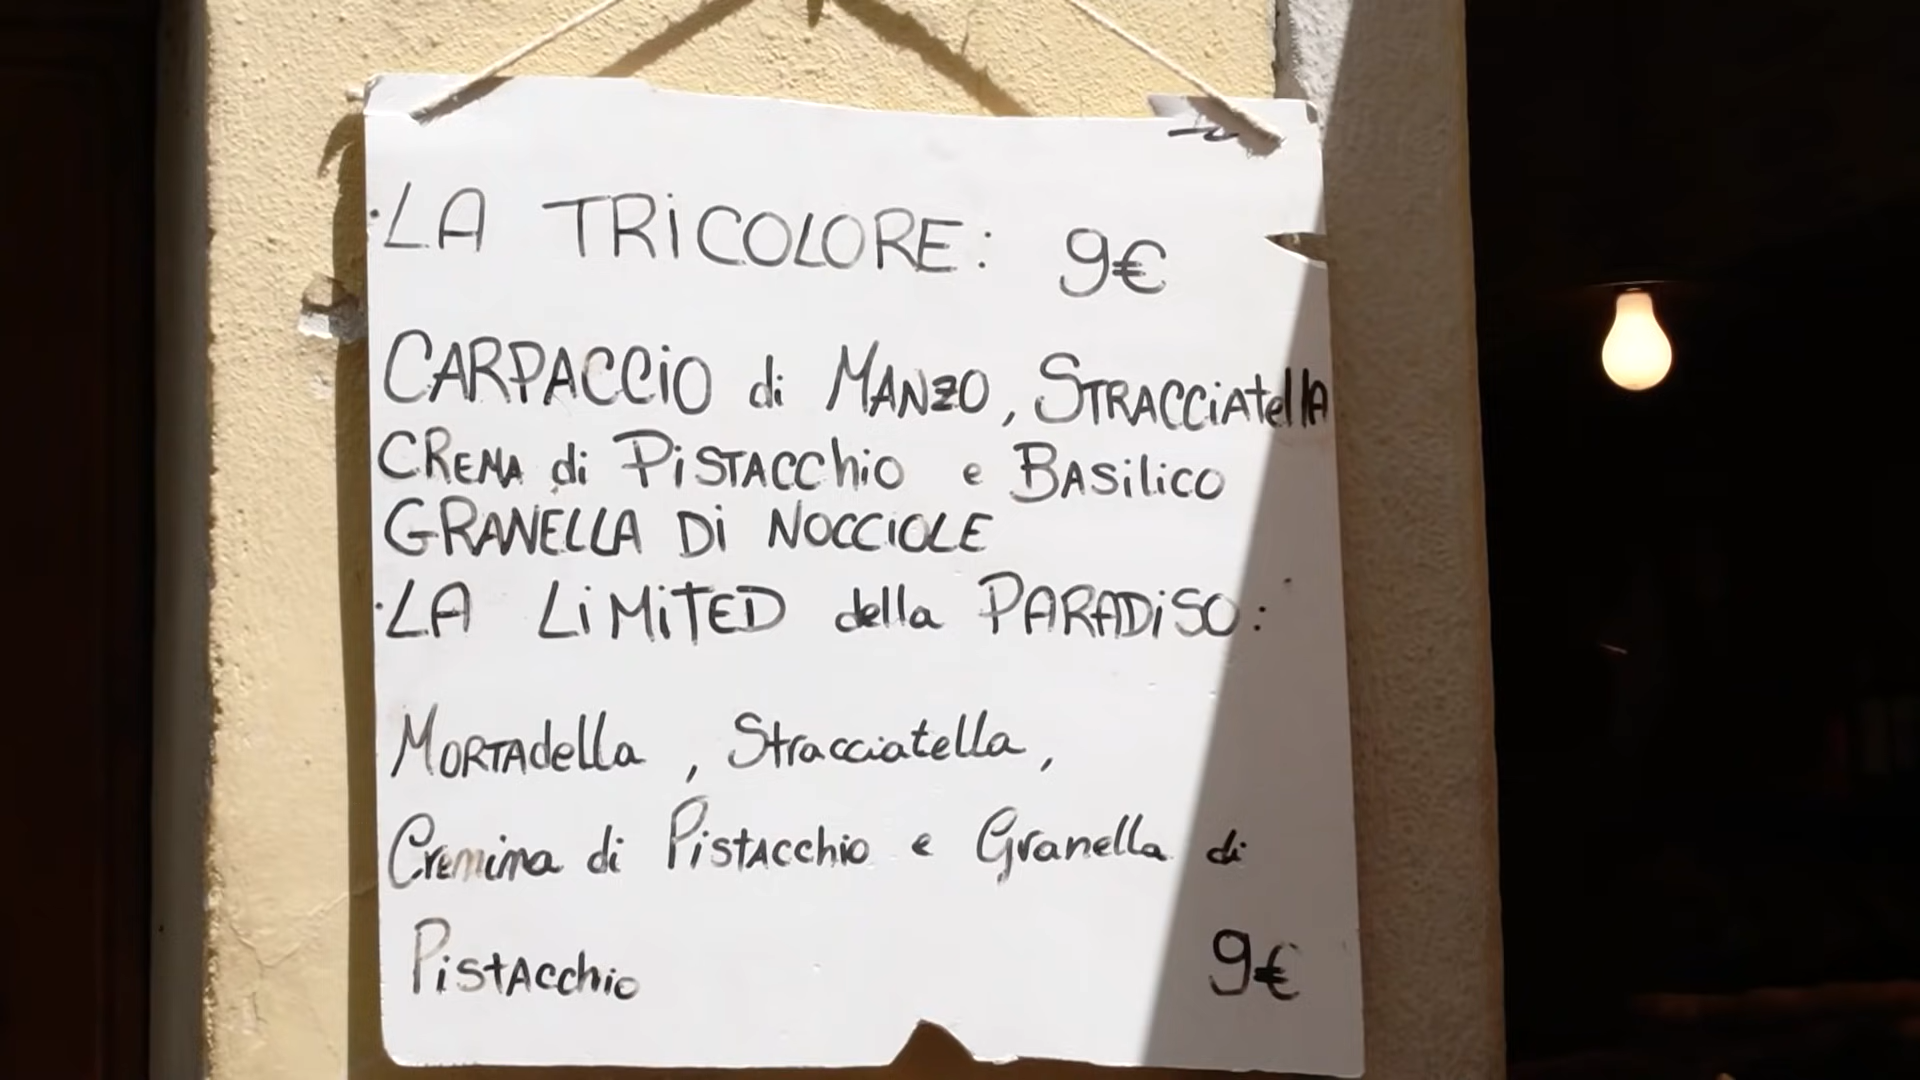 ·LA TRiCOLORE: 9€
CARPACCiO di MANZO, STRACCiAtellA
CREMA di PiSTACChiO e BASiliCO
GRANELLA Di NOCCIOLE
·LA LiMiTED della PARADiSO:
MORTAdella, Stracciatella,
Cremina di PistAcchio e Granella di
PistAcchio 9€